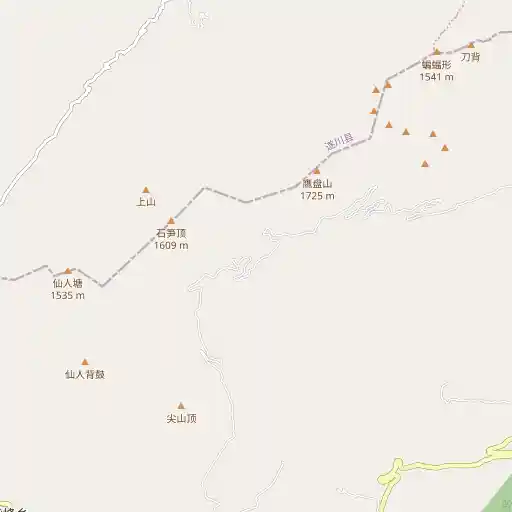 刀背
蝙蝠形
1541 m
遂川县
鹰盘山
1725 m
上山
石笋顶
1609 m
仙人塘
1535 m
仙人背鼓
尖山顶